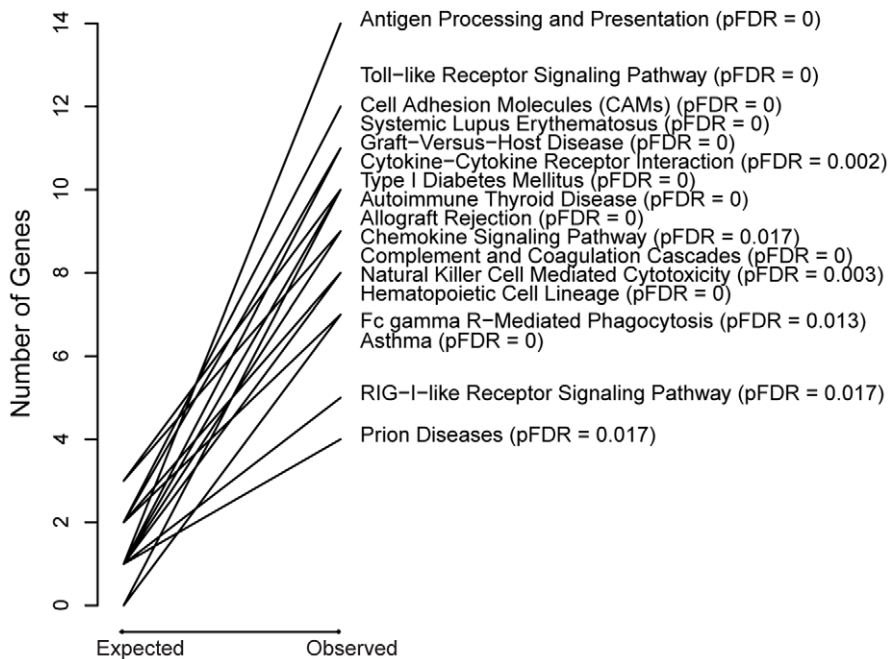 14
12
10
8
6
4
2
0
Number of Genes
Expected
Observed
Antigen Processing and Presentation (pFDR = 0)
Toll−like Receptor Signaling Pathway (pFDR = 0)
Cell Adhesion Molecules (CAMs) (pFDR = 0)
Systemic Lupus Erythematosus (pFDR = 0)
Graft−Versus−Host Disease (pFDR = 0)
Cytokine−Cytokine Receptor Interaction (pFDR = 0.002)
Type I Diabetes Mellitus (pFDR = 0)
Autoimmune Thyroid Disease (pFDR = 0)
Allograft Rejection (pFDR = 0)
Chemokine Signaling Pathway (pFDR = 0.017)
Complement and Coagulation Cascades (pFDR = 0)
Natural Killer Cell Mediated Cytotoxicity (pFDR = 0.003)
Hematopoietic Cell Lineage (pFDR = 0)
Fc gamma R−Mediated Phagocytosis (pFDR = 0.013)
Asthma (pFDR = 0)
RIG−I−like Receptor Signaling Pathway (pFDR = 0.017)
Prion Diseases (pFDR = 0.017)